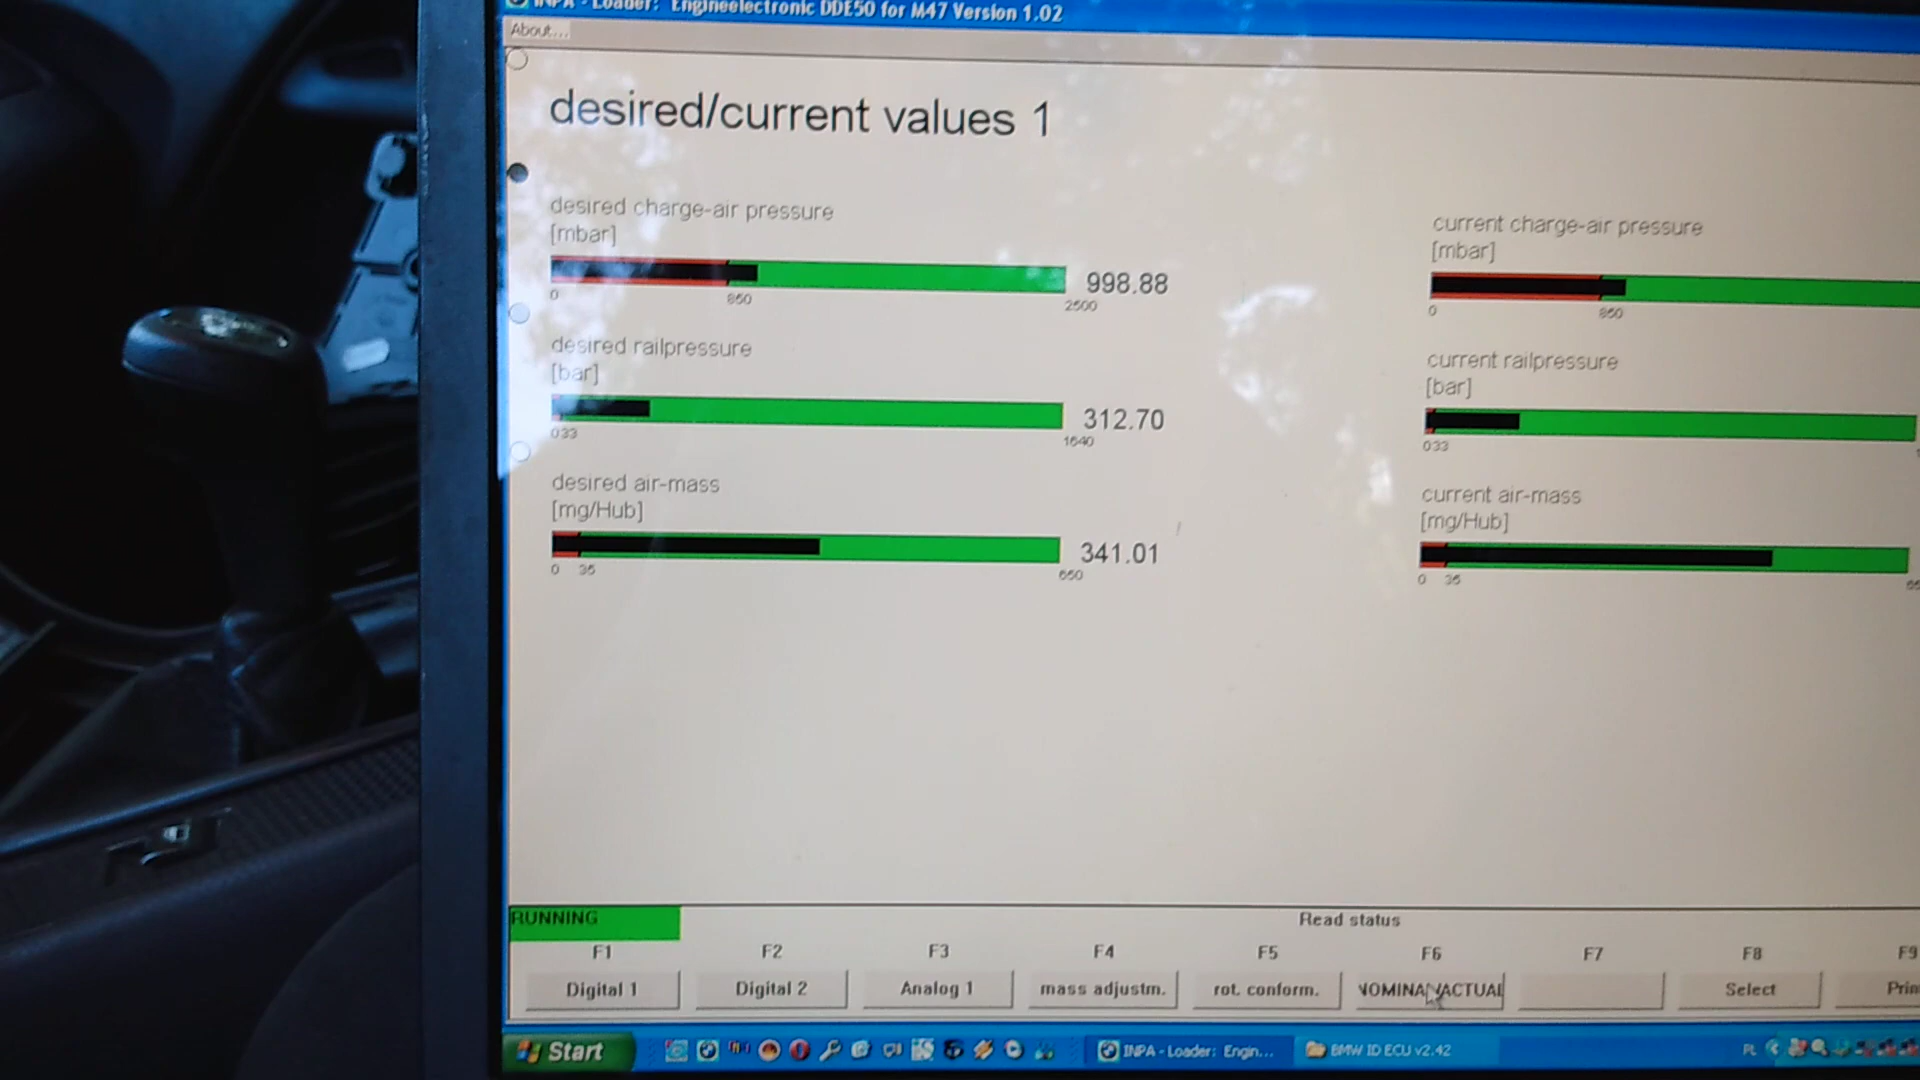 INPA - Loader: Engineelectronic DDE50 for M47 Version 1.02
About...
desired/current values 1
desired charge-air pressure
[mbar]
998.88
0 850 2500
current charge-air pressure
[mbar]
0 850
desired railpressure
[bar]
312.70
033 1640
current railpressure
[bar]
033
desired air-mass
[mg/Hub]
341.01
0 35 650
current air-mass
[mg/Hub]
0 35
RUNNING
Read status
F1 F2 F3 F4 F5 F6 F7 F8 F9
Digital 1 Digital 2 Analog 1 mass adjustm. rot. conform. NOMINAL/ACTUAL Select Prin
Start INPA - Loader: Engin... BMW ID ECU v2.42 PL